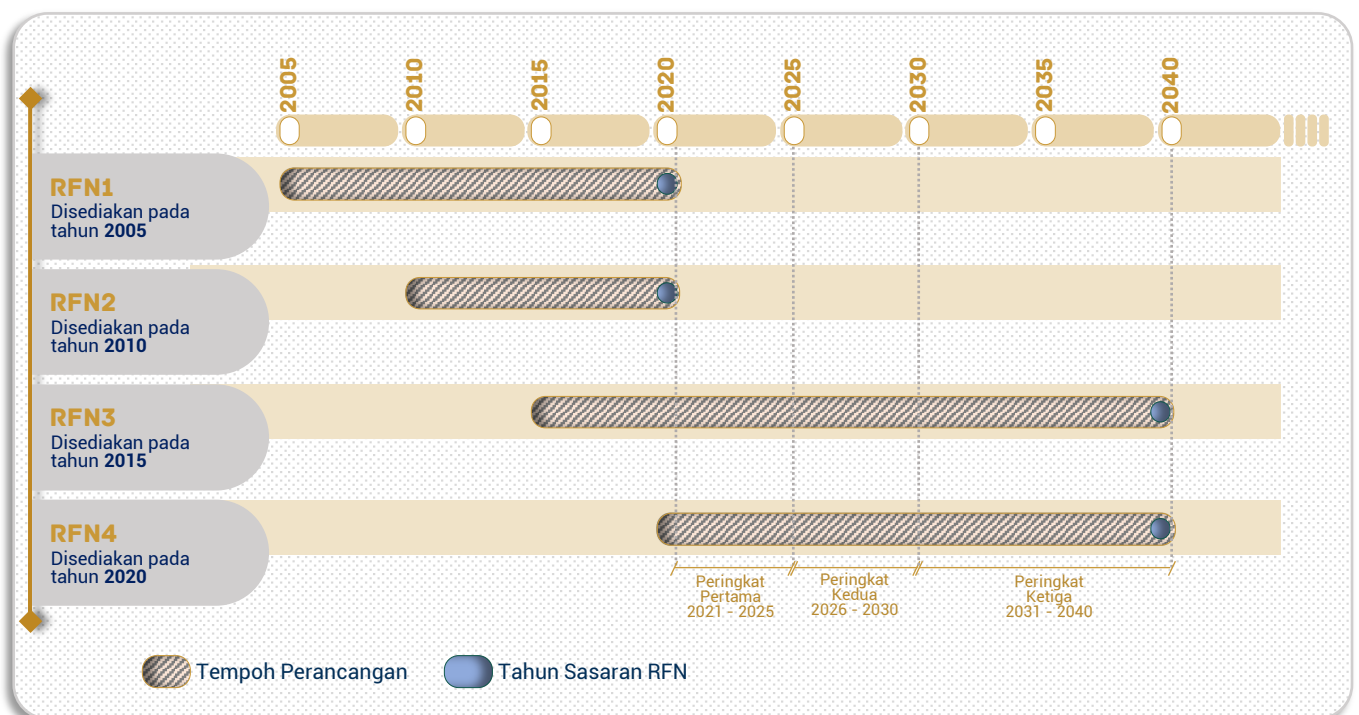 2005
2010
2015
2020
2025
2030
2035
2040
RFN1
Disediakan pada
tahun 2005
RFN2
Disediakan pada
tahun 2010
RFN3
Disediakan pada
tahun 2015
RFN4
Disediakan pada
tahun 2020
Peringkat
Pertama
2021 - 2025
Peringkat
Kedua
2026 - 2030
Peringkat
Ketiga
2031 - 2040
Tempoh Perancangan
Tahun Sasaran RFN